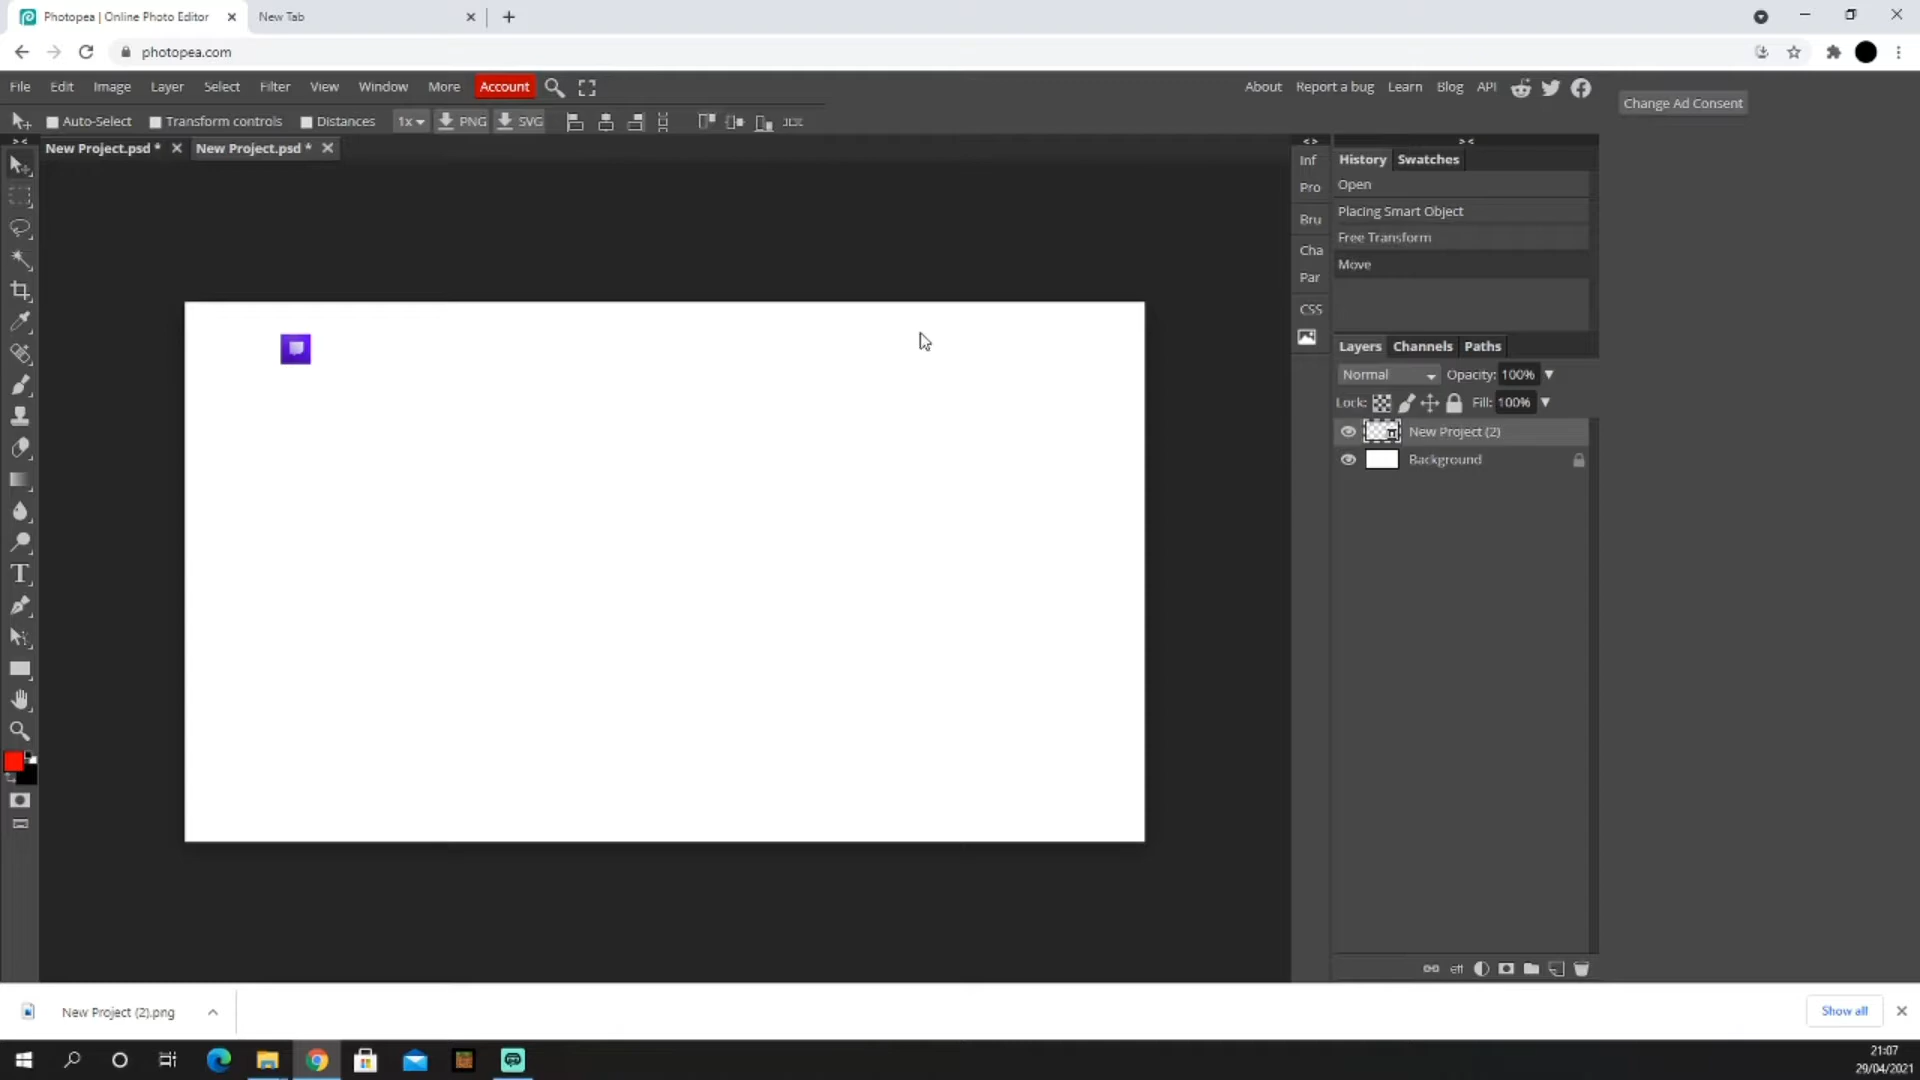 Photopea | Online Photo Editor
New Tab
photopea.com
File Edit Image Layer Select Filter View Window More Account
About Report a bug Learn Blog API
Change Ad Consent
Auto-Select Transform controls Distances 1x PNG SVG
New Project.psd *
New Project.psd *
Inf
Pro
Bru
Cha
Par
CSS
History Swatches
Open
Placing Smart Object
Free Transform
Move
Layers Channels Paths
Normal Opacity: 100%
Lock: Fill: 100%
New Project (2)
Background
eff
New Project (2).png
Show all
21:07
29/04/2021